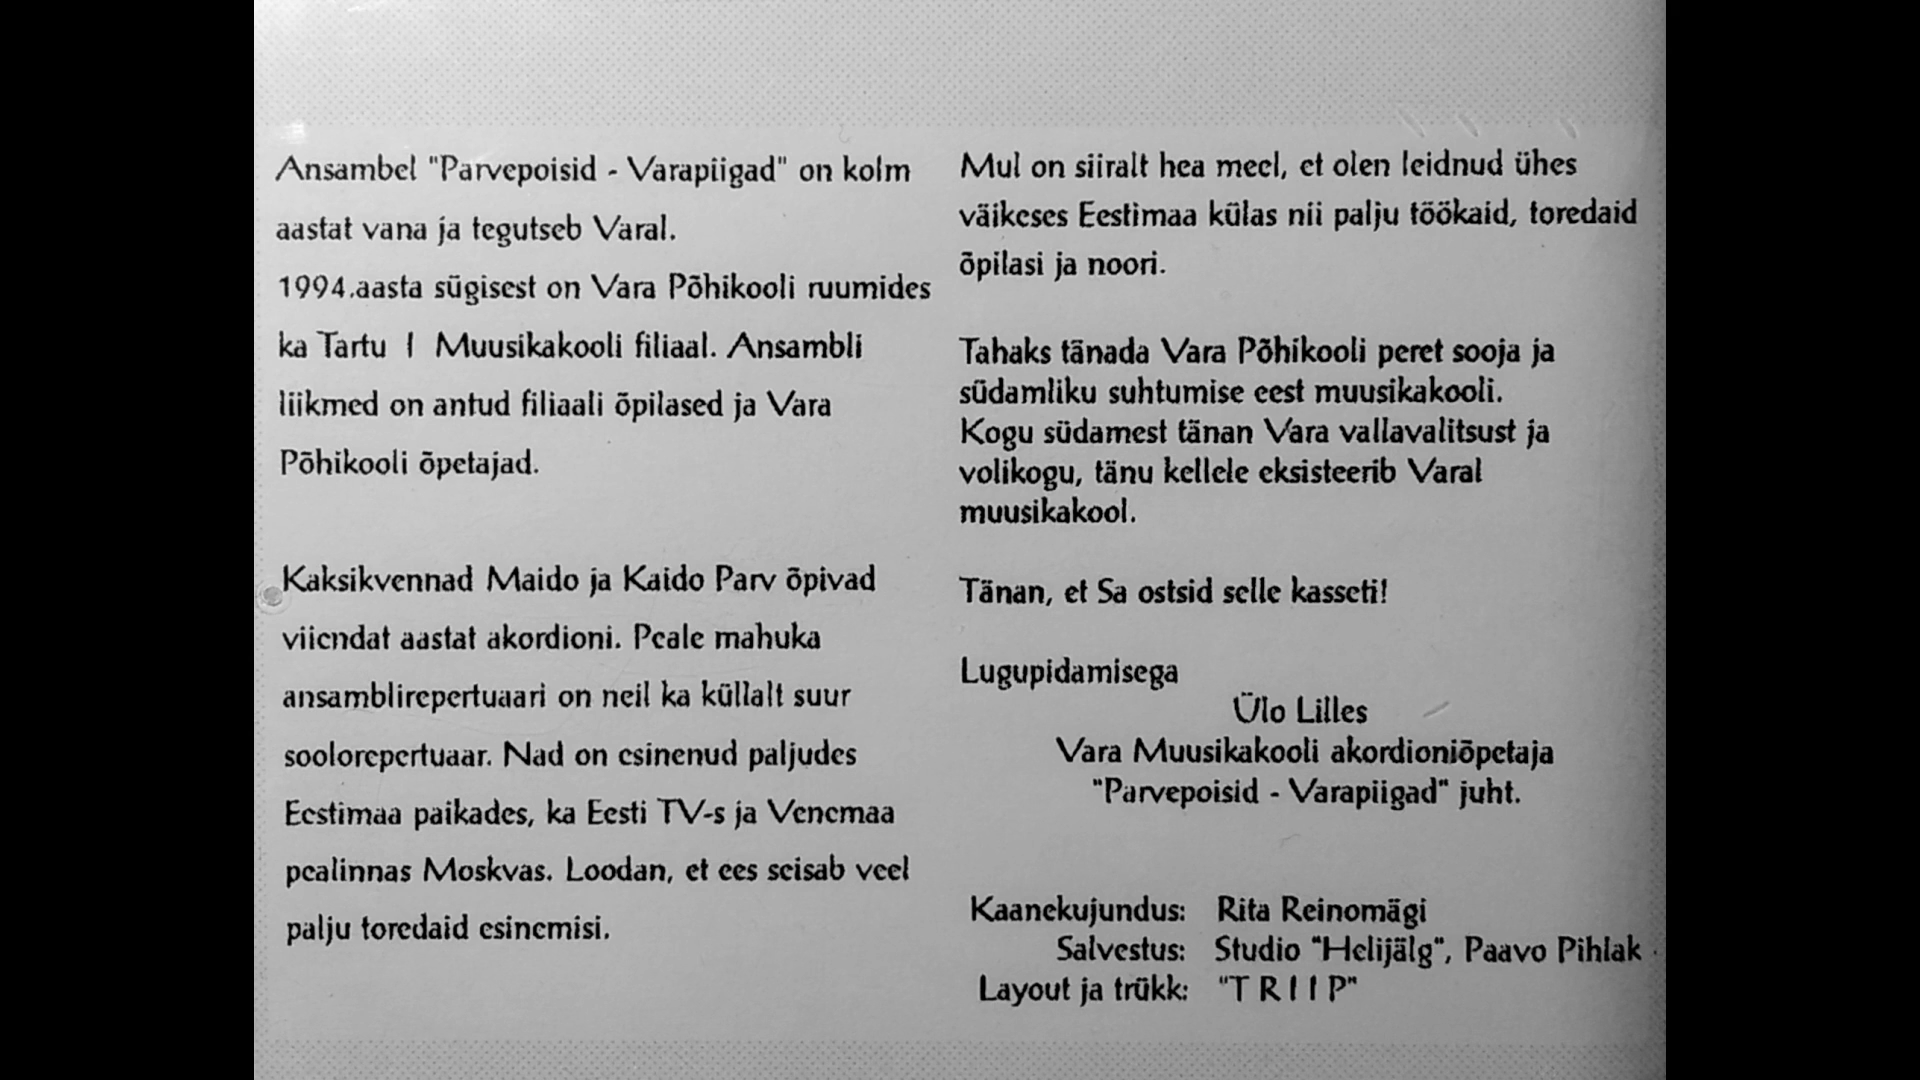 Ansambel "Parvepoisid - Varapiigad" on kolm
aastat vana ja tegutseb Varal.
1994.aasta sügisest on Vara Põhikooli ruumides
ka Tartu I Muusikakooli filiaal. Ansambli
liikmed on antud filiaali õpilased ja Vara
Põhikooli õpetajad.
Kaksikvennad Maido ja Kaido Parv õpivad
viiendat aastat akordioni. Peale mahuka
ansamblirepertuaari on neil ka küllalt suur
soolorepertuaar. Nad on esinenud paljudes
Eestimaa paikades, ka Eesti TV-s ja Venemaa
pealinnas Moskvas. Loodan, et ees seisab veel
palju toredaid esinemisi.
Mul on siiralt hea meel, et olen leidnud ühes
väikeses Eestimaa külas nii palju töökaid, toredaid
õpilasi ja noori.
Tahaks tänada Vara Põhikooli peret sooja ja
südamliku suhtumise eest muusikakooli.
Kogu südamest tänan Vara vallavalitsust ja
volikogu, tänu kellele eksisteerib Varal
muusikakool.
Tänan, et Sa ostsid selle kasseti!
Lugupidamisega
Ülo Lilles
Vara Muusikakooli akordioniõpetaja
"Parvepoisid - Varapiigad" juht.
Kaanekujundus: Rita Reinomägi
Salvestus: Studio "Helijälg", Paavo Pihlak
Layout ja trükk: "T R I I P"